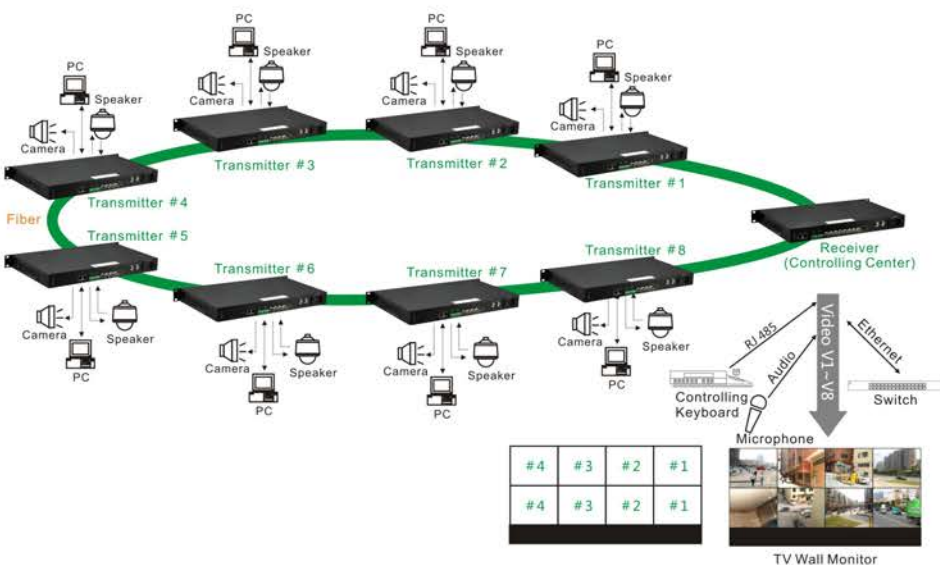 PC
Speaker
Camera
Transmitter #3
PC
Speaker
Camera
Transmitter #2
PC
Speaker
Camera
Transmitter #1
PC
Speaker
Camera
Transmitter #4
Fiber
Transmitter #5
Camera
Speaker
PC
Transmitter #6
Camera
Speaker
PC
Transmitter #7
Camera
Speaker
PC
Transmitter #8
Camera
Speaker
PC
Receiver
(Controlling Center)
RJ 485
Audio
Video V1~V8
Ethernet
Controlling
Keyboard
Switch
Microphone
#4 #3 #2 #1
#4 #3 #2 #1
TV Wall Monitor